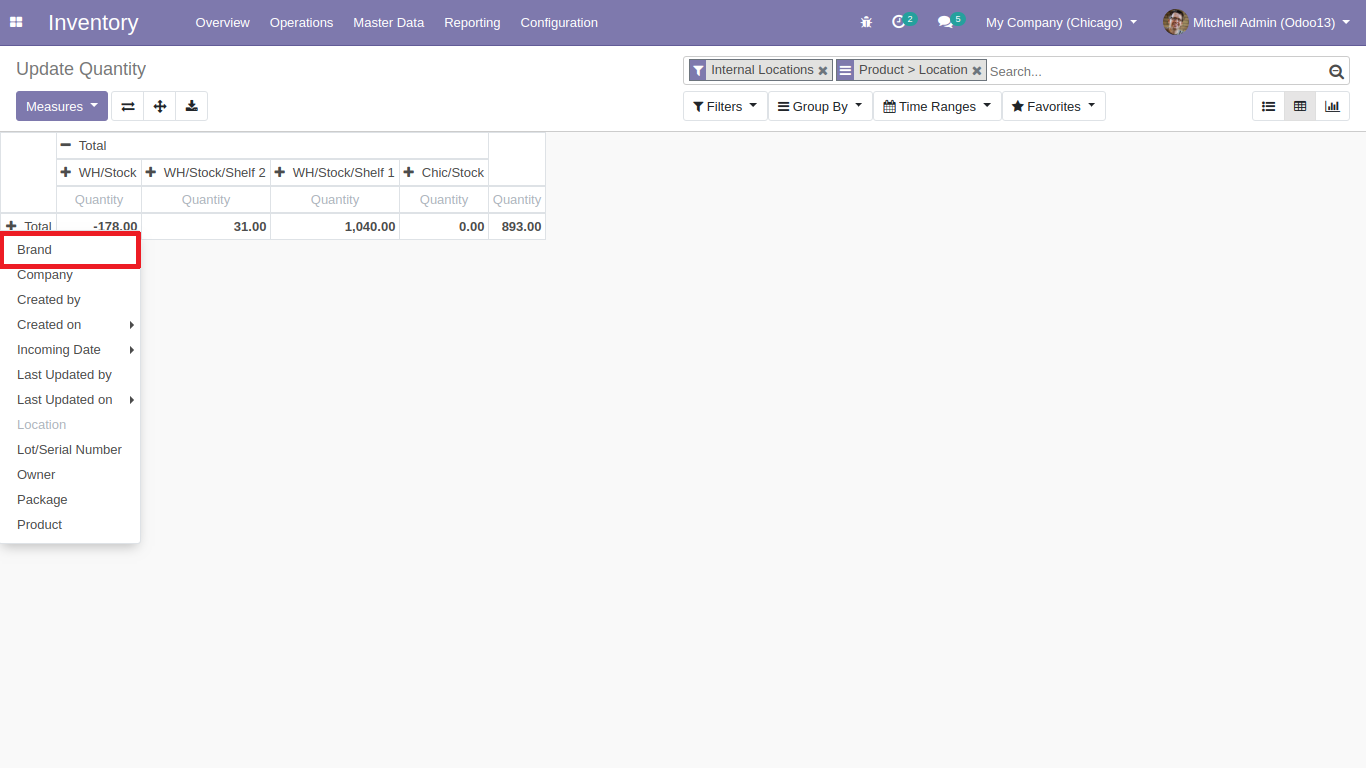 Inventory Overview Operations Master Data Reporting Configuration 2 5 My Company (Chicago) Mitchell Admin (Odoo13)
Update Quantity
Internal Locations Product > Location Search...
Measures
Filters Group By Time Ranges Favorites
Total
WH/Stock WH/Stock/Shelf 2 WH/Stock/Shelf 1 Chic/Stock
Quantity Quantity Quantity Quantity Quantity
Total -178.00 31.00 1,040.00 0.00 893.00
Brand
Company
Created by
Created on
Incoming Date
Last Updated by
Last Updated on
Location
Lot/Serial Number
Owner
Package
Product